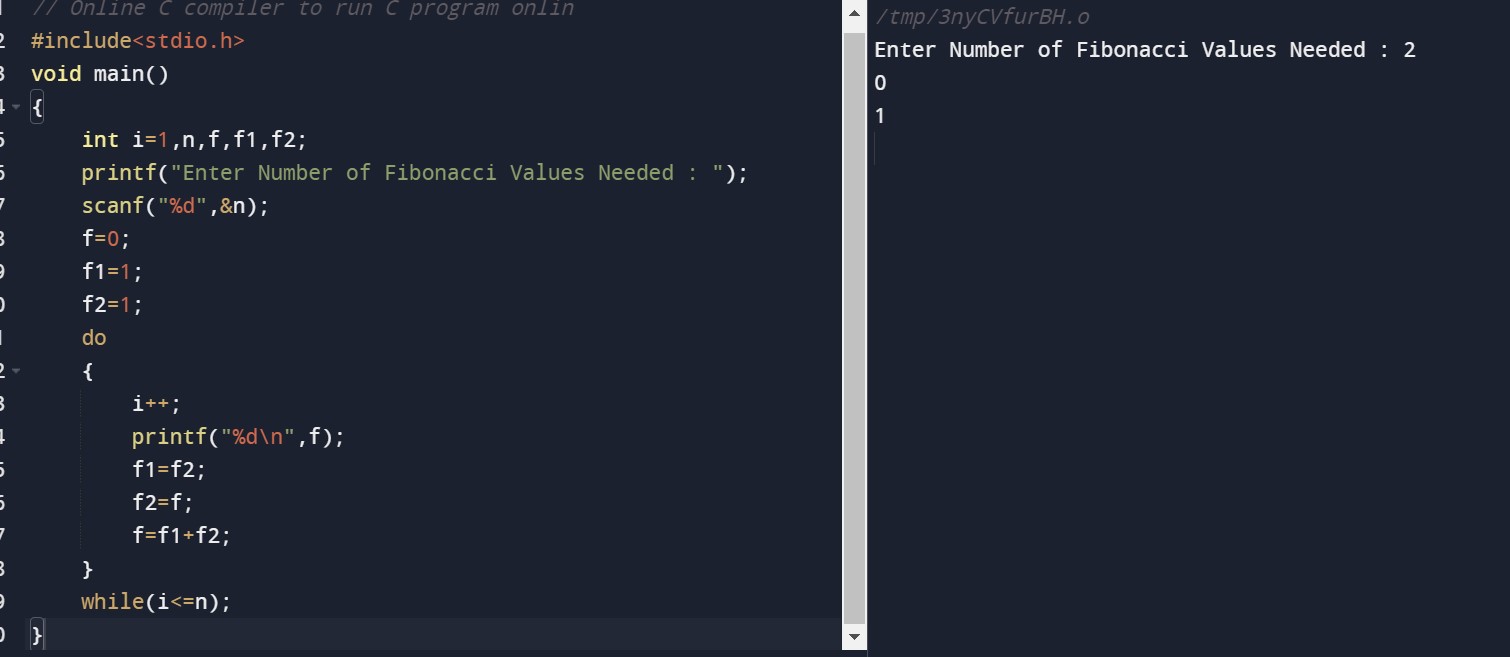 // Online C compiler to run C program onlin
2 #include<stdio.h>
3 void main()
4 {
5 int i=1,n,f,f1,f2;
6 printf("Enter Number of Fibonacci Values Needed : ");
7 scanf("%d",&n);
8 f=0;
9 f1=1;
0 f2=1;
1 do
2 {
3 i++;
4 printf("%d\n",f);
5 f1=f2;
6 f2=f;
7 f=f1+f2;
8 }
9 while(i<=n);
0 }
/tmp/3nyCVfurBH.o
Enter Number of Fibonacci Values Needed : 2
0
1